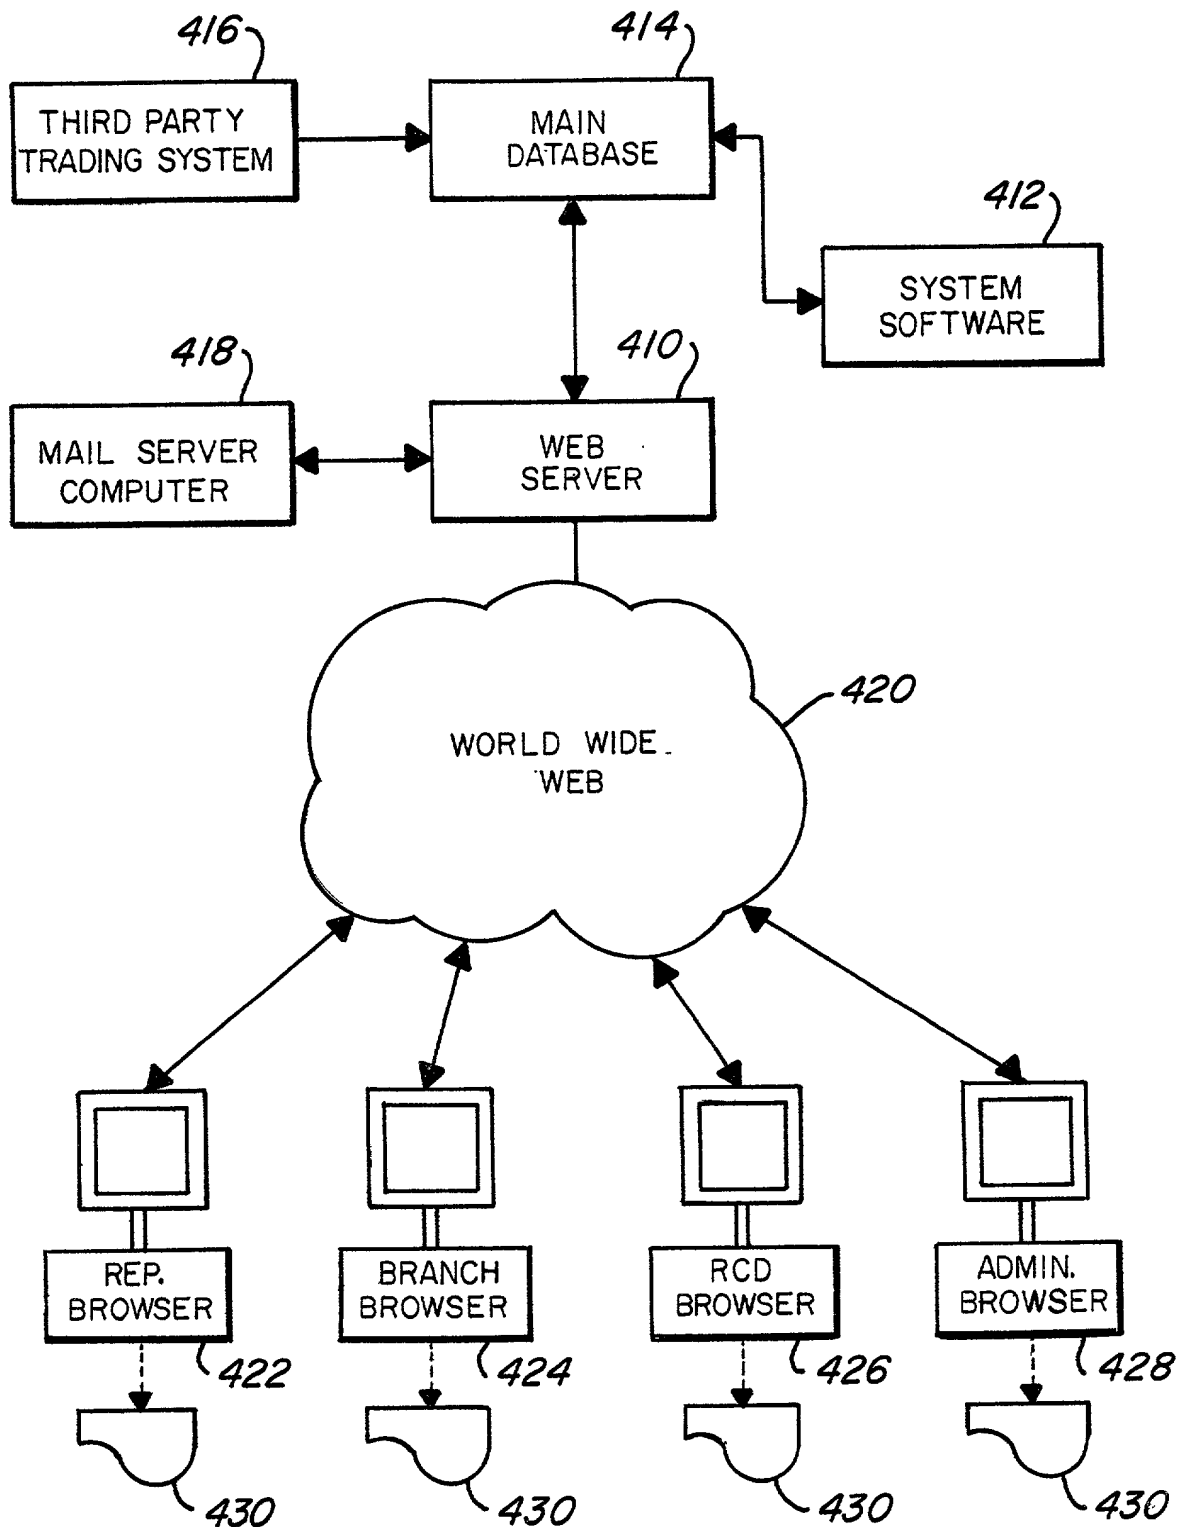 416
414
THIRD PARTY
TRADING SYSTEM
MAIN
DATABASE
412
SYSTEM
SOFTWARE
418
410
MAIL SERVER
COMPUTER
WEB
SERVER
420
WORLD WIDE
WEB
REP.
BROWSER
BRANCH
BROWSER
RCD
BROWSER
ADMIN.
BROWSER
422
424
426
428
430
430
430
430